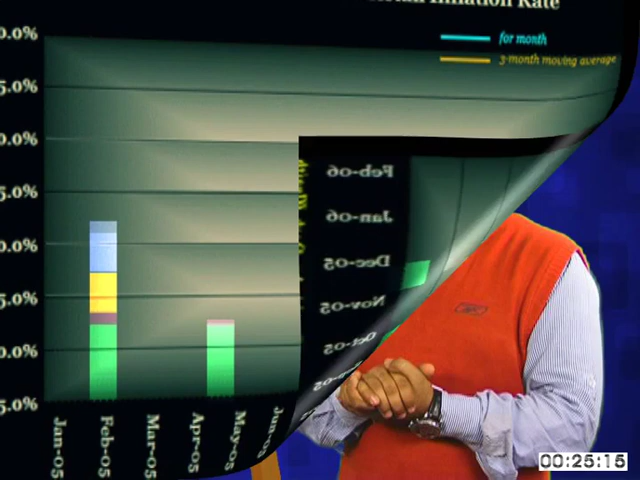 Inflation Rate
for month
3-month moving average
0.0%
5.0%
0.0%
5.0%
0.0%
5.0%
0.0%
5.0%
Jan-05
Feb-05
Mar-05
Apr-05
May-05
Feb-06
Jan-06
Dec-05
Nov-05
Oct-05
00:25:15